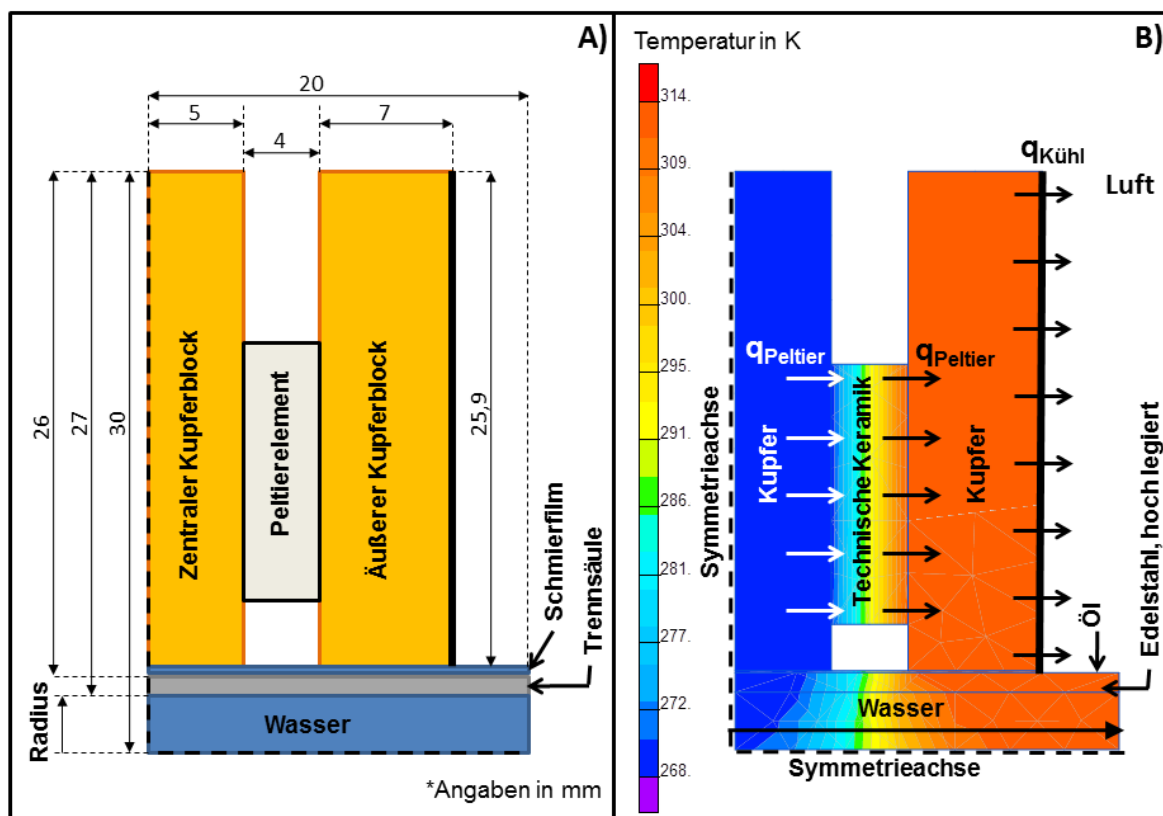 A)
20
5
4
7
26
27
30
25,9
Zentraler Kupferblock
Peltierelement
Äußerer Kupferblock
Schmierfilm
Trennsäule
Radius
Wasser
*Angaben in mm
B)
Temperatur in K
314.
309.
304.
300.
295.
291.
286.
281.
277.
272.
268.
qKühl
Luft
qPeltier
qPeltier
Symmetrieachse
Kupfer
Technische Keramik
Kupfer
Öl
Edelstahl, hoch legiert
Wasser
Symmetrieachse